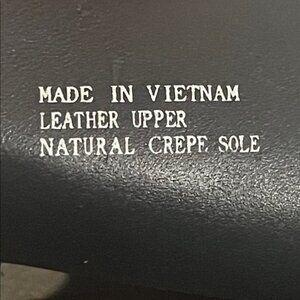 MADE IN VIETNAM
LEATHER UPPER
NATURAL CREPE SOLE